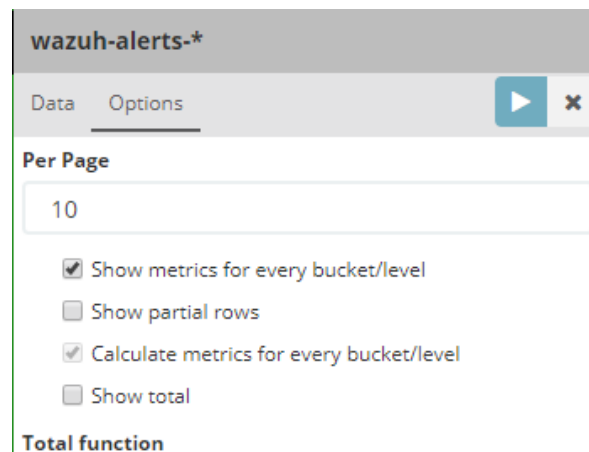 wazuh-alerts-*
Data Options
Per Page
10
Show metrics for every bucket/level
Show partial rows
Calculate metrics for every bucket/level
Show total
Total function